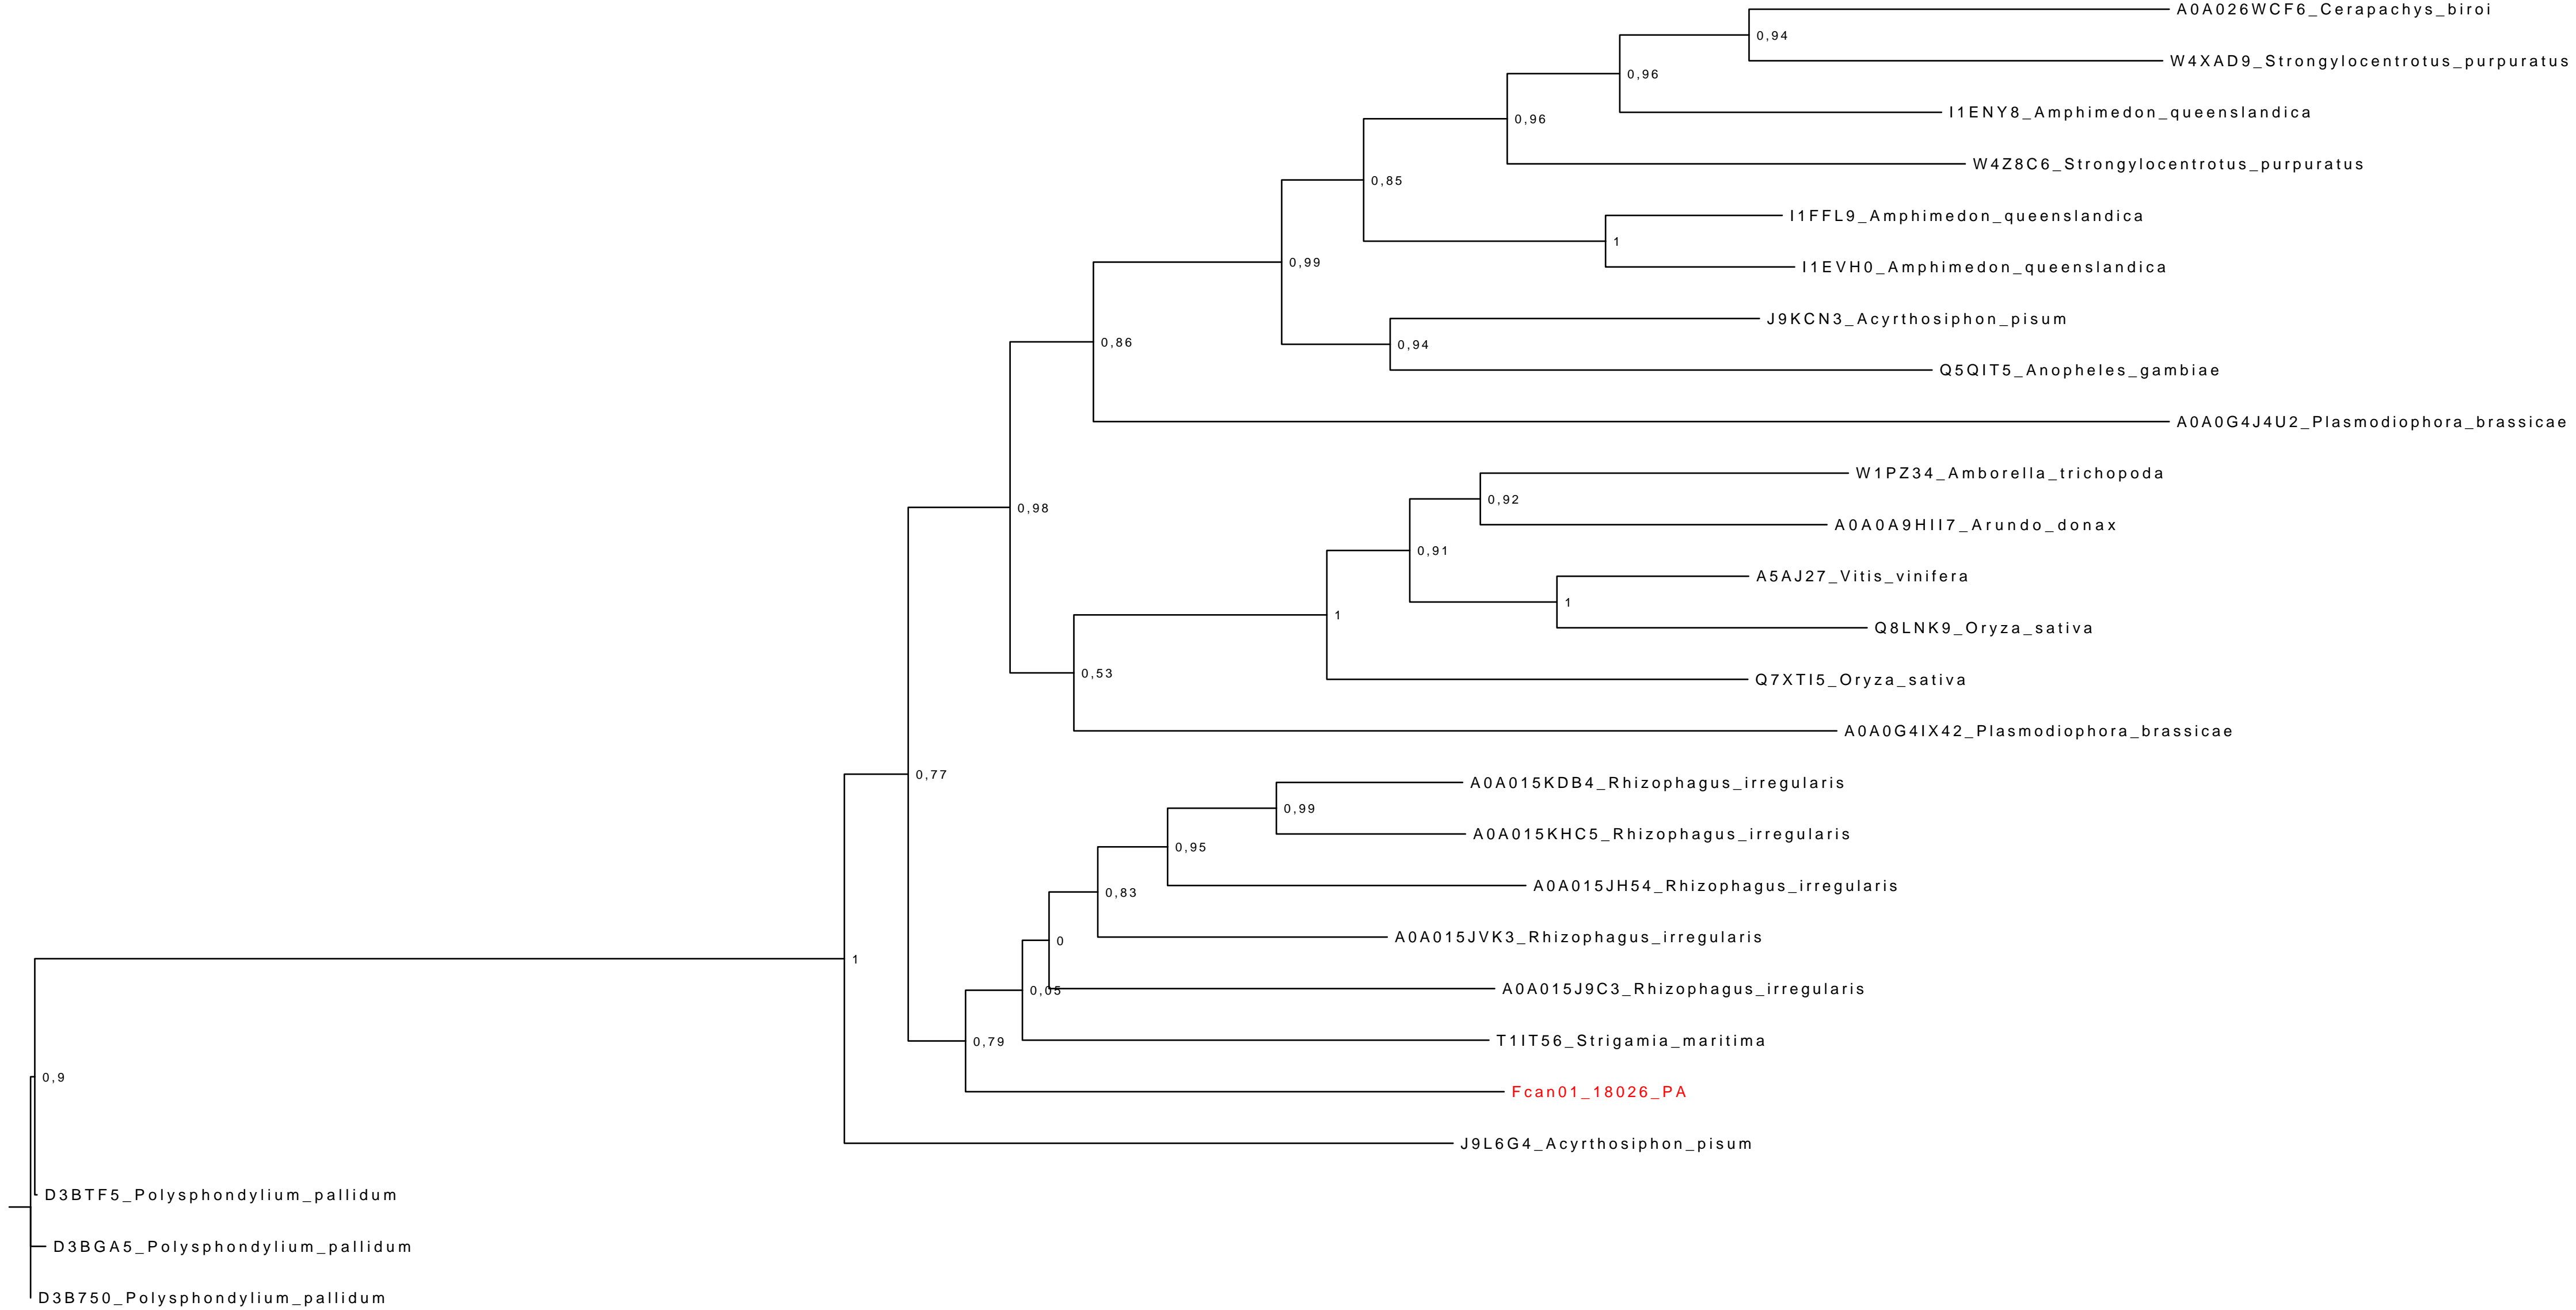 A0A026WCF6_Cerapachys_biroi
0,94
W4XAD9_Strongylocentrotus_purpuratus
0,96
I1ENY8_Amphimedon_queenslandica
0,96
W4Z8C6_Strongylocentrotus_purpuratus
0,85
I1FFL9_Amphimedon_queenslandica
1
I1EVH0_Amphimedon_queenslandica
0,99
J9KCN3_Acyrthosiphon_pisum
0,94
0,86
Q5QIT5_Anopheles_gambiae
A0A0G4J4U2_Plasmodiophora_brassicae
W1PZ34_Amborella_trichopoda
0,92
0,98
A0A0A9HII7_Arundo_donax
0,91
A5AJ27_Vitis_vinifera
1
1
Q8LNK9_Oryza_sativa
0,53
Q7XTI5_Oryza_sativa
A0A0G4IX42_Plasmodiophora_brassicae
0,77
A0A015KDB4_Rhizophagus_irregularis
0,99
A0A015KHC5_Rhizophagus_irregularis
0,95
A0A015JH54_Rhizophagus_irregularis
0,83
A0A015JVK3_Rhizophagus_irregularis
0
1
A0A015J9C3_Rhizophagus_irregularis
0,05
T1IT56_Strigamia_maritima
0,79
0,9
Fcan01_18026_PA
J9L6G4_Acyrthosiphon_pisum
D3BTF5_Polysphondylium_pallidum
D3BGA5_Polysphondylium_pallidum
D3B750_Polysphondylium_pallidum